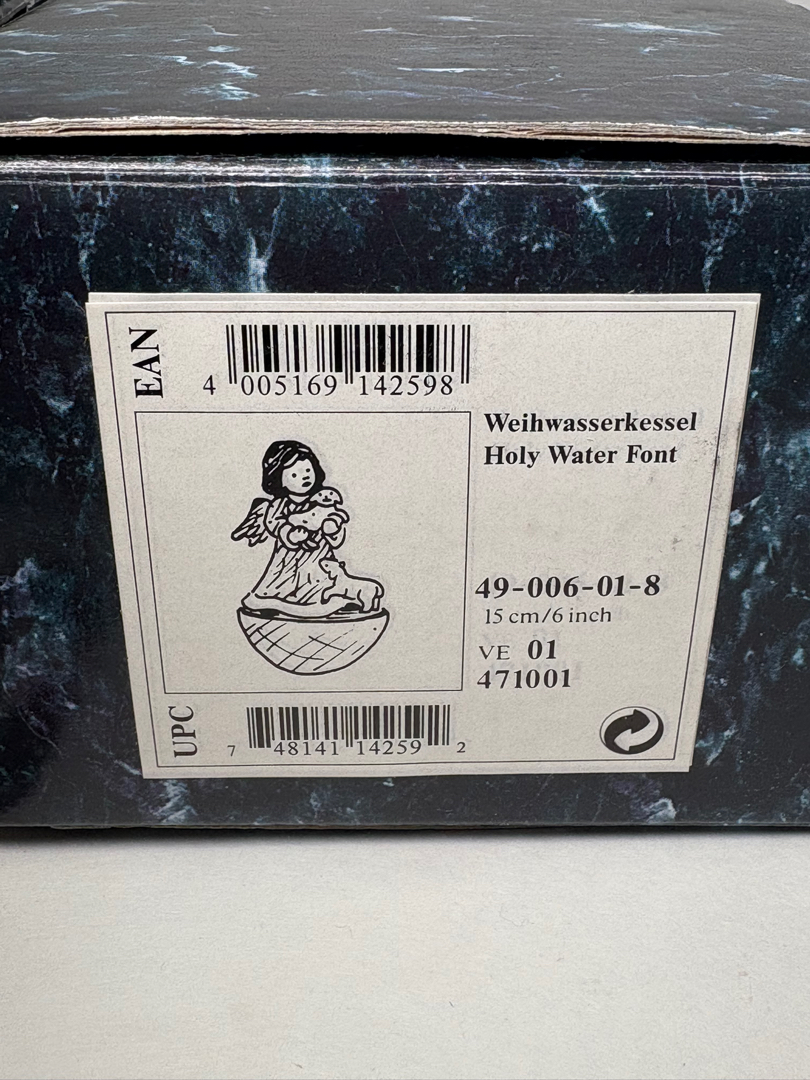 EAN
4 005169 142598
Weihwasserkessel
Holy Water Font
49-006-01-8
15 cm/6 inch
VE 01
471001
UPC
7 48141 14259 2